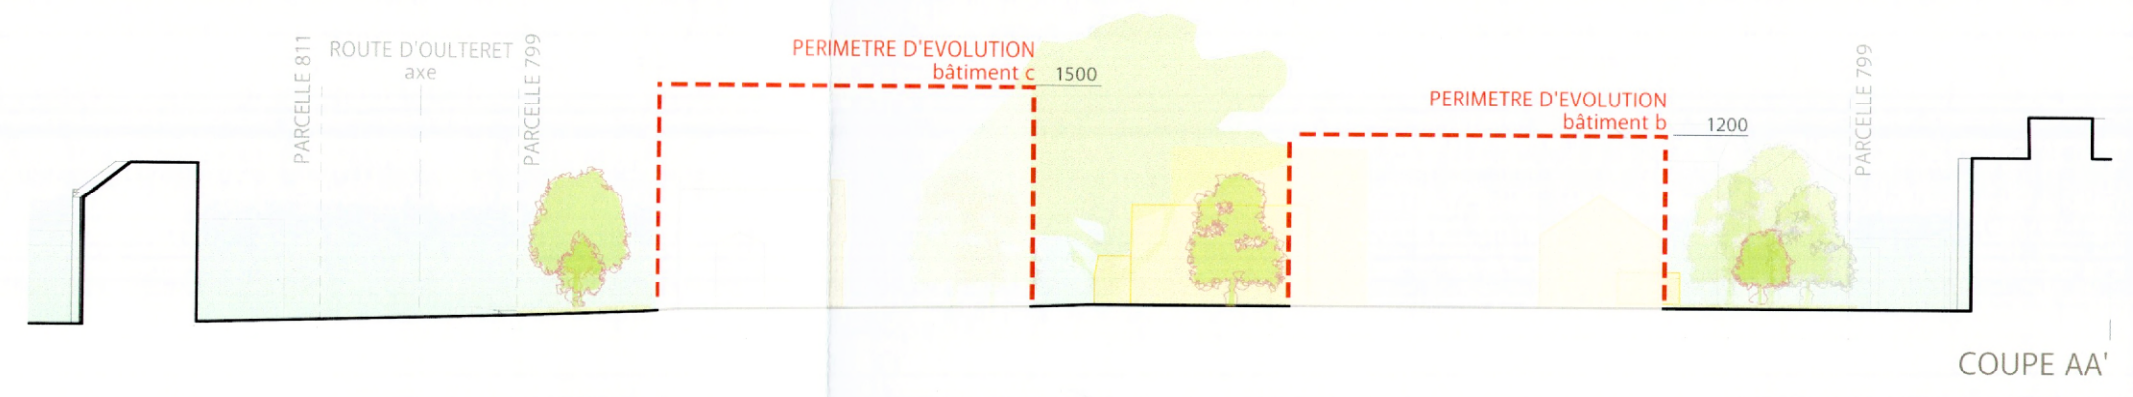 PARCELLE 811
ROUTE D'OULTERET
axe
PARCELLE 799
PERIMETRE D'EVOLUTION
bâtiment c
1500
PERIMETRE D'EVOLUTION
bâtiment b
1200
PARCELLE 799
COUPE AA'